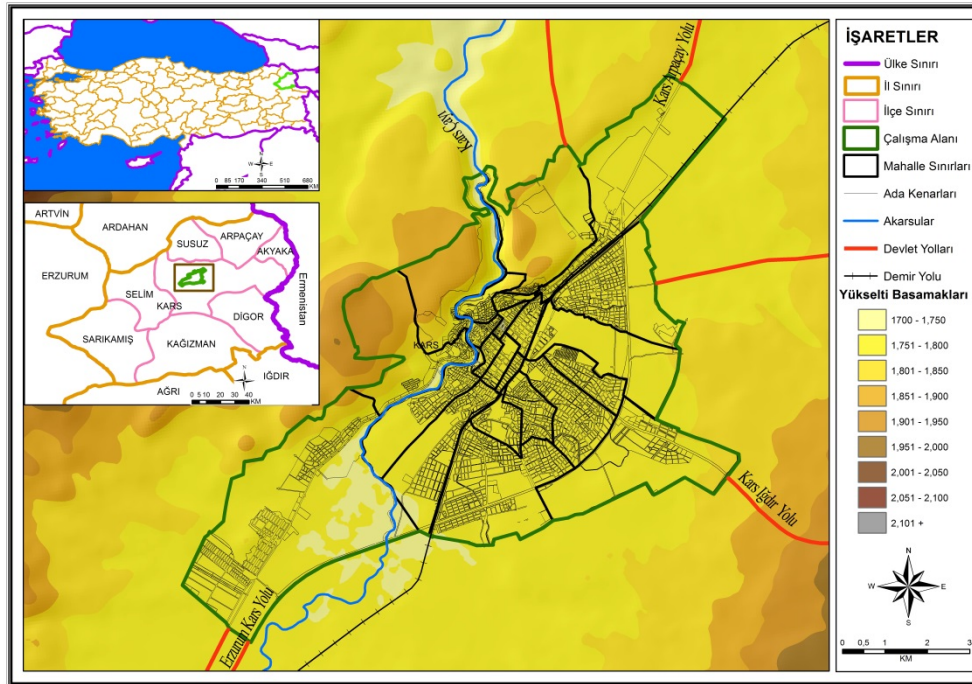 N
W E
S
0 85 170 340 510 680
KM
ARTVİN
ARDAHAN
SUSUZ
ARPAÇAY
AKYAKA
ERZURUM
SELİM
KARS
DİGOR
Ermenistan
SARIKAMIŞ
KAĞIZMAN
IĞDIR
AĞRI
N
W E
S
0 5 10 20 30 40
KM
Kars Çayı
Kars Arpaçay Yolu
KARS
Kars Iğdır Yolu
Erzurum Kars Yolu
İŞARETLER
Ülke Sınırı
İl Sınırı
İlçe Sınırı
Çalışma Alanı
Mahalle Sınırları
Ada Kenarları
Akarsular
Devlet Yolları
Demir Yolu
Yükselti Basamakları
1700 - 1,750
1,751 - 1,800
1,801 - 1,850
1,851 - 1,900
1,901 - 1,950
1,951 - 2,000
2,001 - 2,050
2,051 - 2,100
2,101 +
N
W E
S
0 0,5 1 2 3
KM